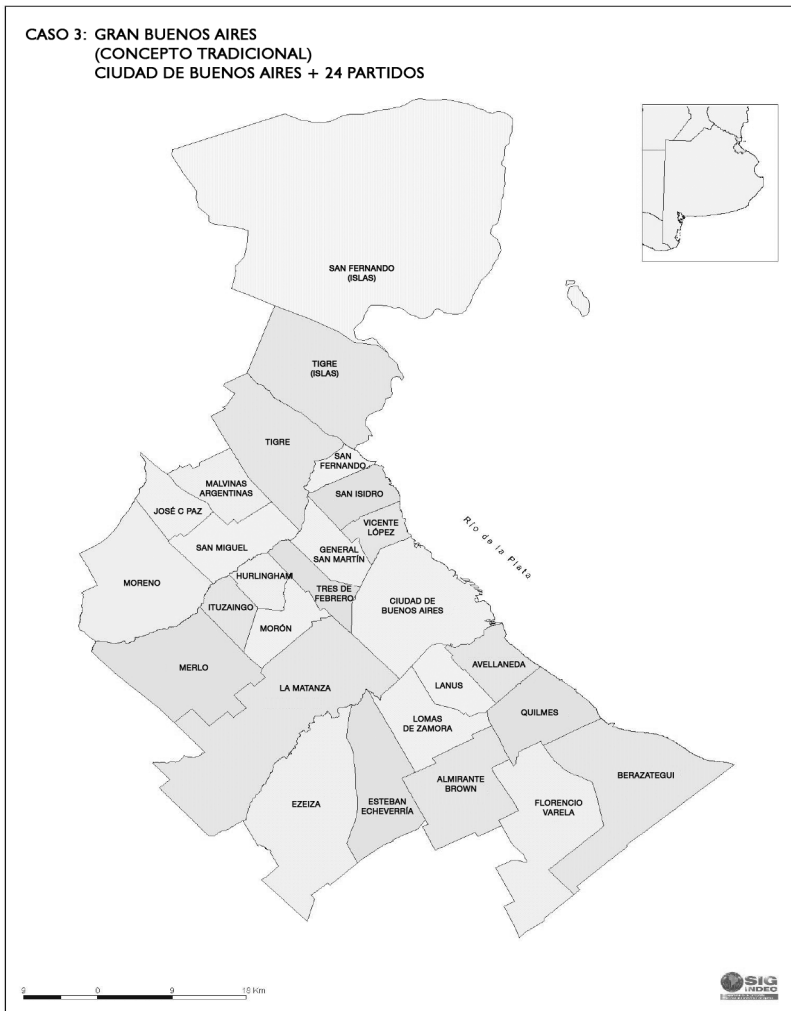 CASO 3: GRAN BUENOS AIRES
(CONCEPTO TRADICIONAL)
CIUDAD DE BUENOS AIRES + 24 PARTIDOS
SAN FERNANDO
(ISLAS)
TIGRE
(ISLAS)
TIGRE
SAN
FERNANDO
MALVINAS
ARGENTINAS
SAN ISIDRO
JOSÉ C PAZ
VICENTE
LÓPEZ
Río de la Plata
SAN MIGUEL
GENERAL
SAN MARTÍN
MORENO
HURLINGHAM
TRES DE
FEBRERO
CIUDAD DE
BUENOS AIRES
ITUZAINGO
MORÓN
MERLO
AVELLANEDA
LA MATANZA
LANUS
QUILMES
LOMAS
DE ZAMORA
BERAZATEGUI
ALMIRANTE
BROWN
EZEIZA
ESTEBAN
ECHEVERRÍA
FLORENCIO
VARELA
9 0 9 18 Km
SIG
INDEC